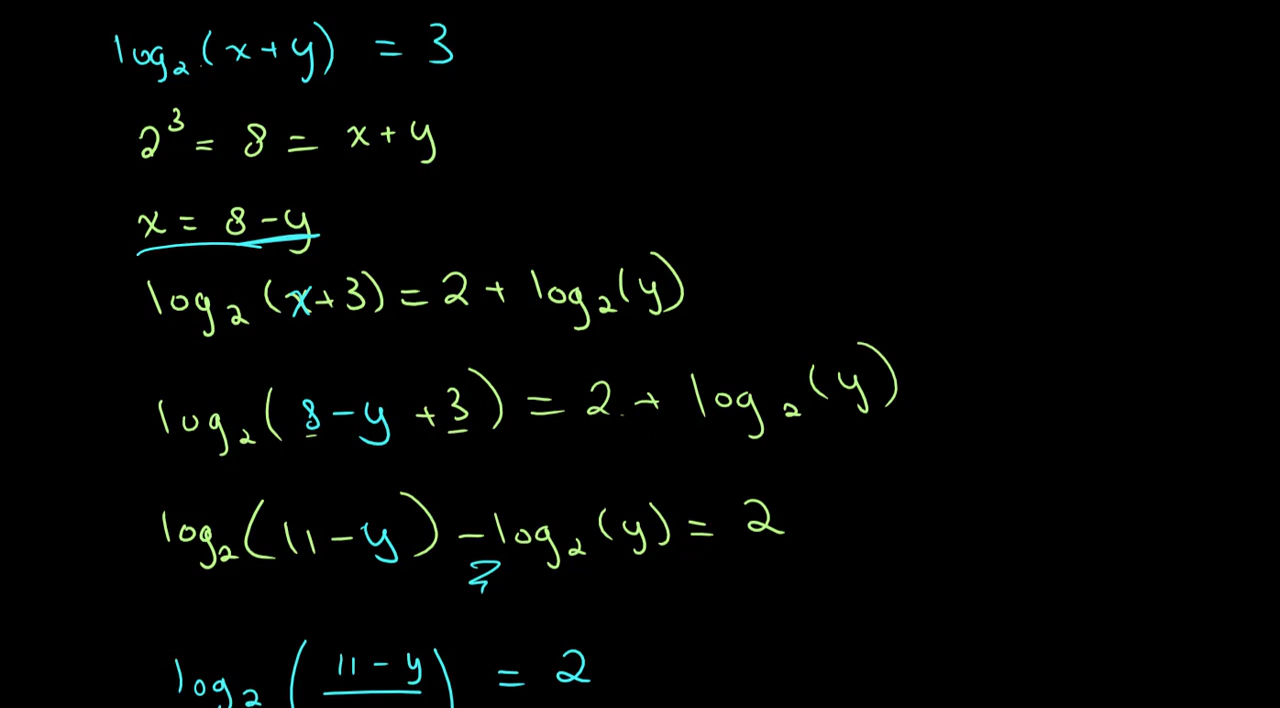 log₂(x+y) = 3
2³ = 8 = x+y
x = 8-y
log₂(x+3) = 2 + log₂(y)
log₂(8-y+3) = 2 + log₂(y)
log₂(11-y) - log₂(y) = 2
log₂(11-y) = 2